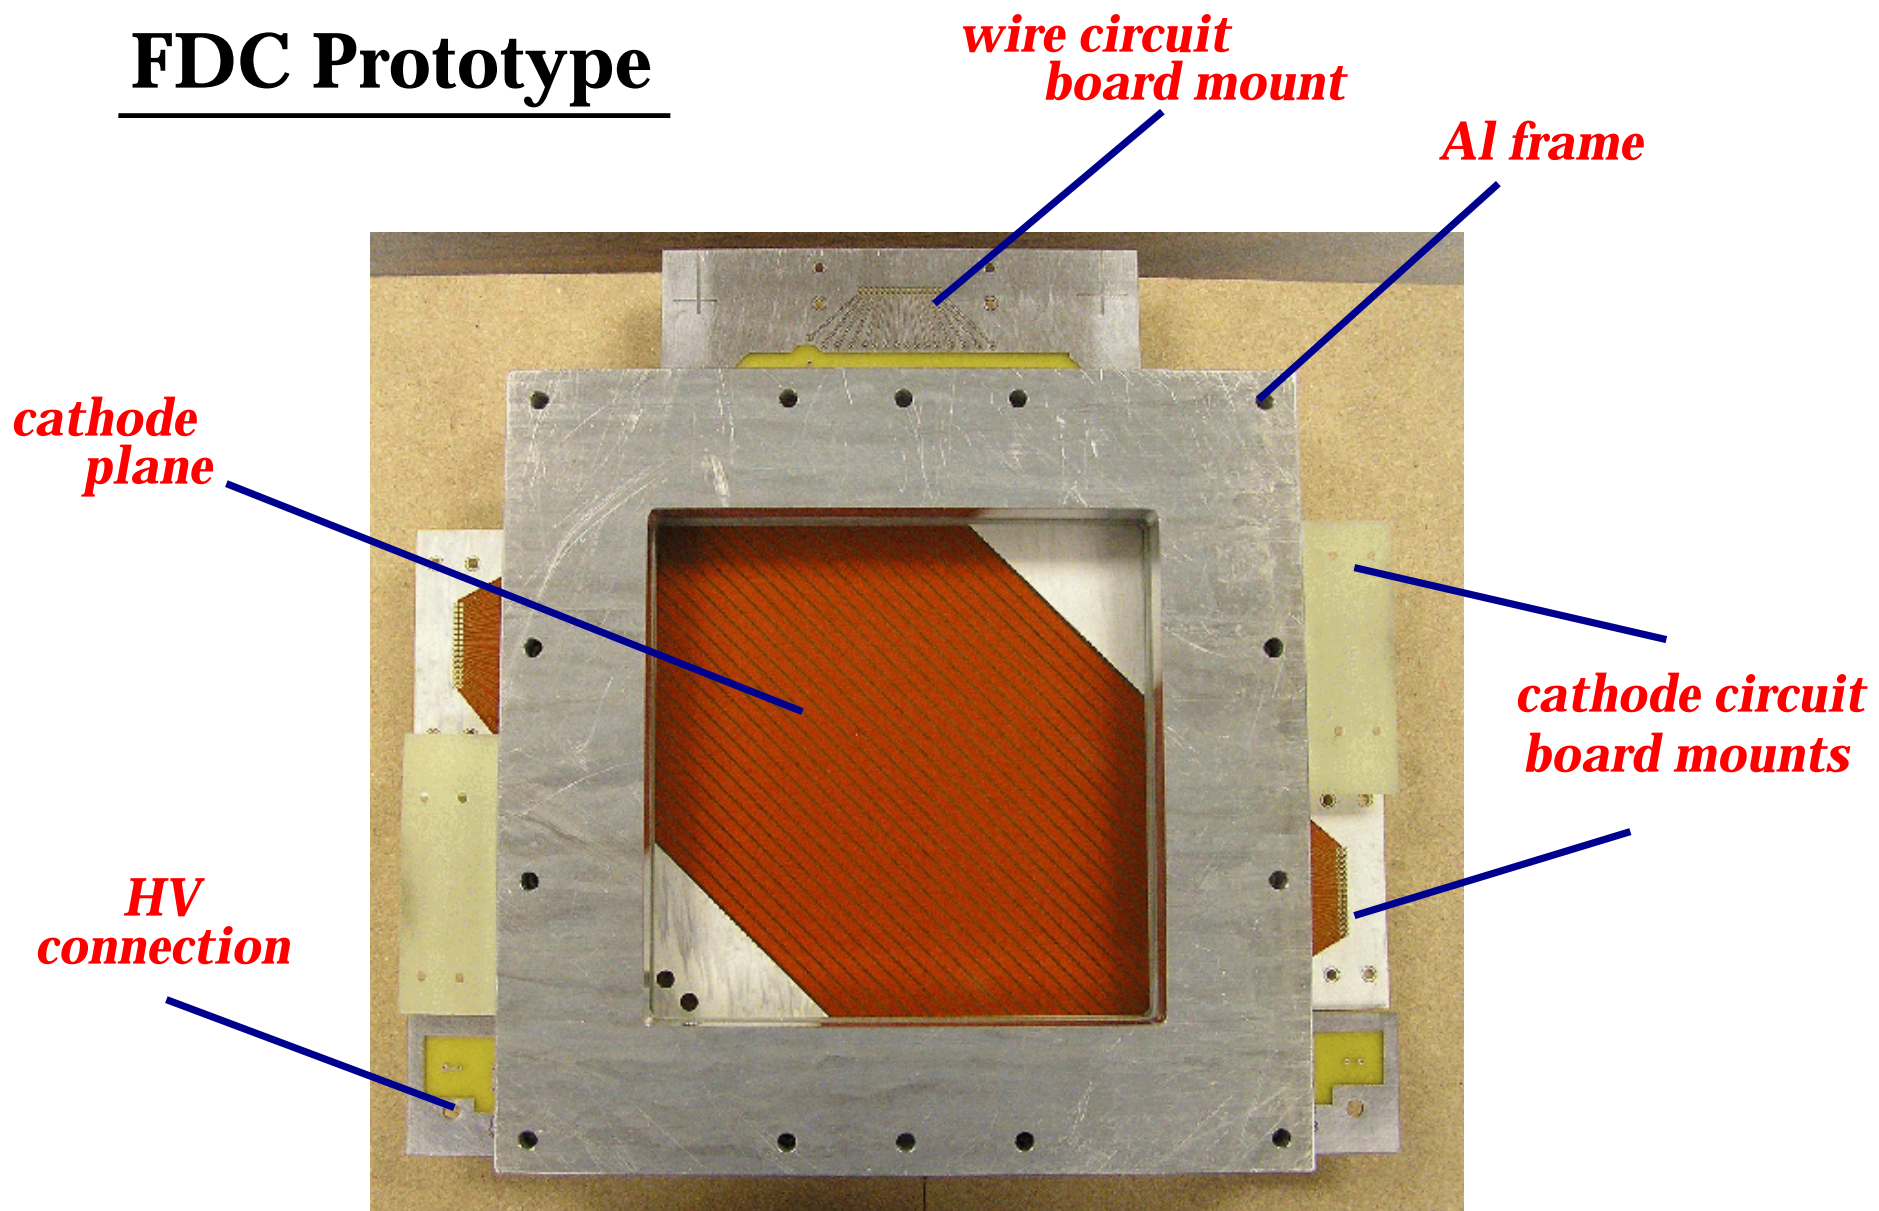 FDC Prototype
wire circuit
board mount
Al frame
cathode
plane
cathode circuit
board mounts
HV
connection